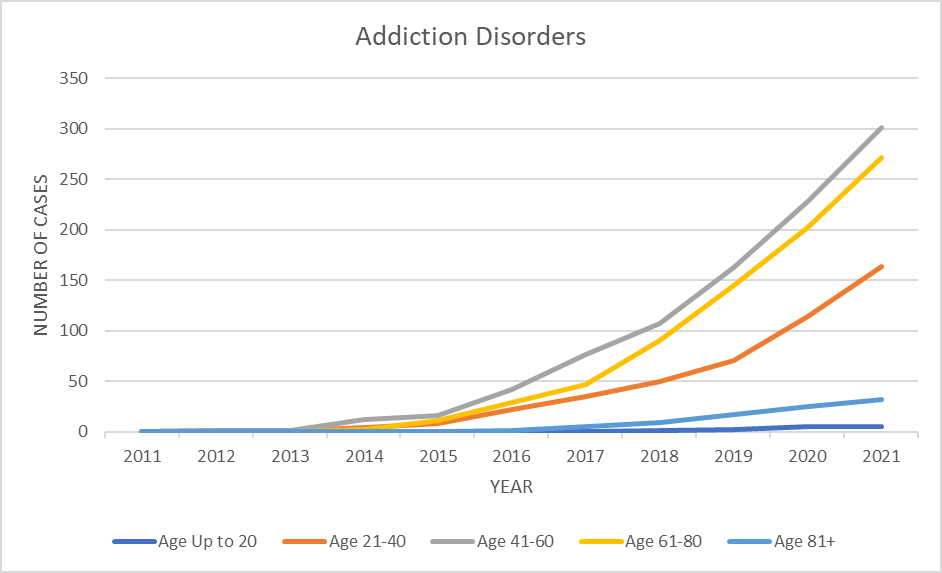 Addiction Disorders
350
300
250
200
150
100
50
0
NUMBER OF CASES
2011 2012 2013 2014 2015 2016 2017 2018 2019 2020 2021
YEAR
Age Up to 20 Age 21-40 Age 41-60 Age 61-80 Age 81+